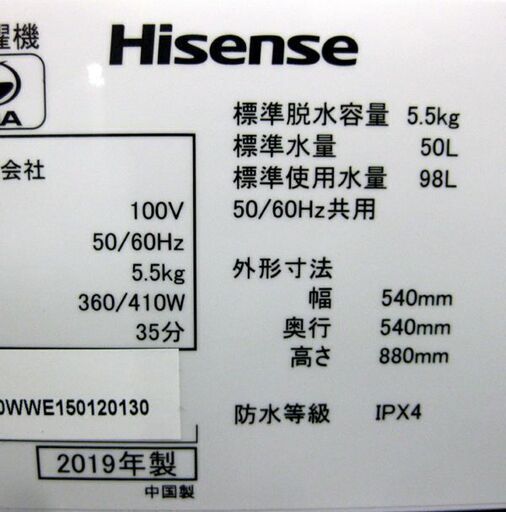 濯機
Hisense
標準脱水容量 5.5kg
標準水量 50L
標準使用水量 98L
50/60Hz共用
会社
100V
50/60Hz
5.5kg
360/410W
35分
外形寸法
幅 540mm
奥行 540mm
高さ 880mm
0WWE150120130
防水等級 IPX4
2019年製
中国製